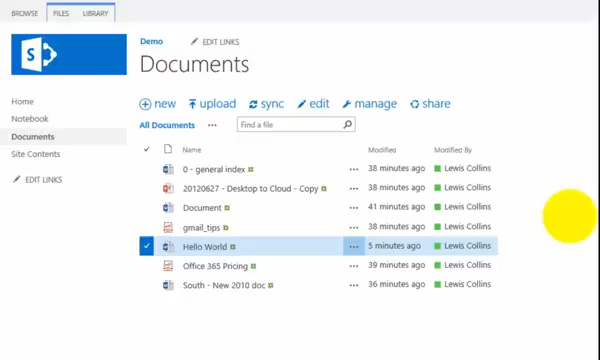 BROWSE FILES LIBRARY
Demo EDIT LINKS
Documents
Home
Notebook
Documents
Site Contents
EDIT LINKS
new upload sync edit manage share
All Documents ... Find a file
Name Modified Modified By
0 - general index ... 38 minutes ago Lewis Collins
20120627 - Desktop to Cloud - Copy ... 38 minutes ago Lewis Collins
Document ... 41 minutes ago Lewis Collins
gmail_tips ... 38 minutes ago Lewis Collins
Hello World ... 5 minutes ago Lewis Collins
Office 365 Pricing ... 39 minutes ago Lewis Collins
South - New 2010 doc ... 36 minutes ago Lewis Collins